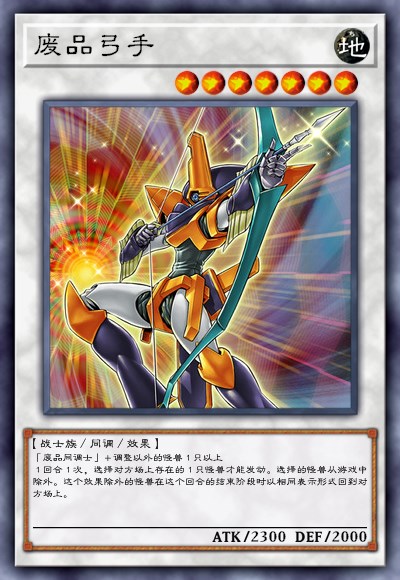 废品弓手
地
【战士族／同调／效果】
「废品同调士」＋调整以外的怪兽１只以上
１回合１次，选择对方场上存在的１只怪兽才能发动。选择的怪兽从游戏中
除外。这个效果除外的怪兽在这个回合的结束阶段时以相同表示形式回到对
方场上。
ATK/2300 DEF/2000